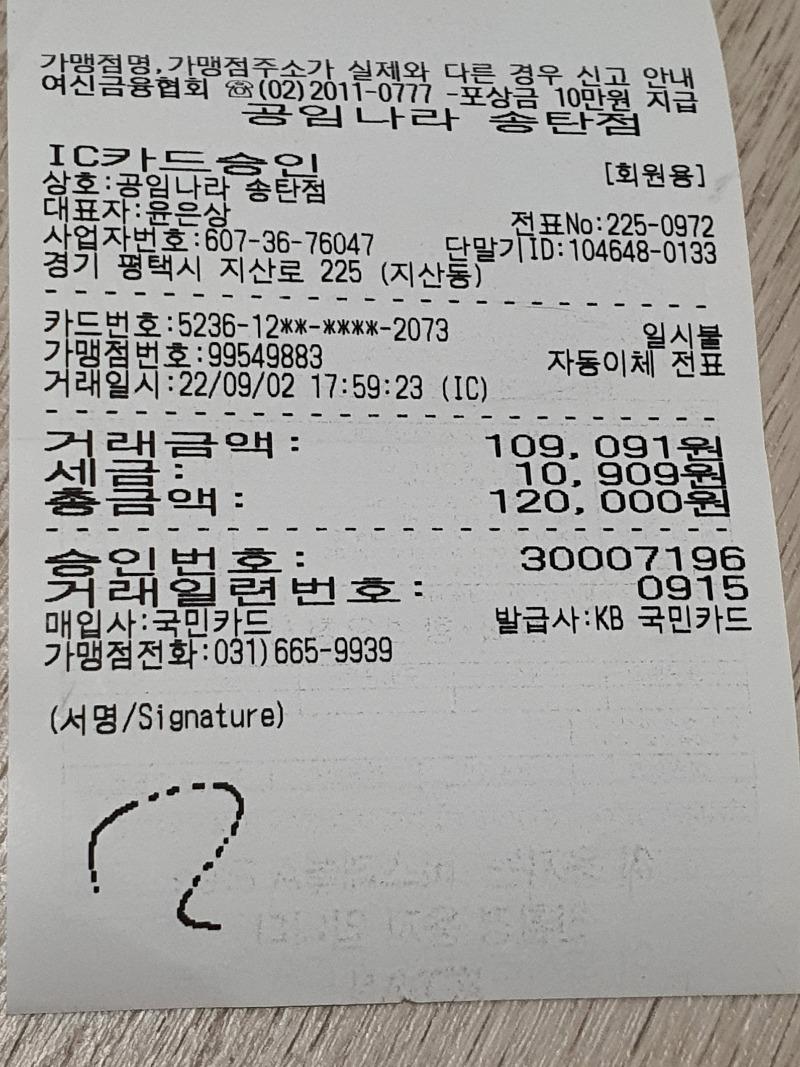 가맹점명,가맹점주소가 실제와 다른 경우 신고 안내
여신금융협회 ☏(02)2011-0777 -포상금 10만원 지급
공임나라 송탄점
IC카드승인 [회원용]
상호:공임나라 송탄점
대표자:윤은상 전표No:225-0972
사업자번호:607-36-76047 단말기ID:104648-0133
경기 평택시 지산로 225 (지산동)
카드번호:5236-12**-****-2073 일시불
가맹점번호:99549883 자동이체 전표
거래일시:22/09/02 17:59:23 (IC)
거래금액: 109,091원
세금: 10,909원
총금액: 120,000원
승인번호: 30007196
거래일련번호: 0915
매입사:국민카드 발급사:KB 국민카드
가맹점전화:031)665-9939
(서명/Signature)